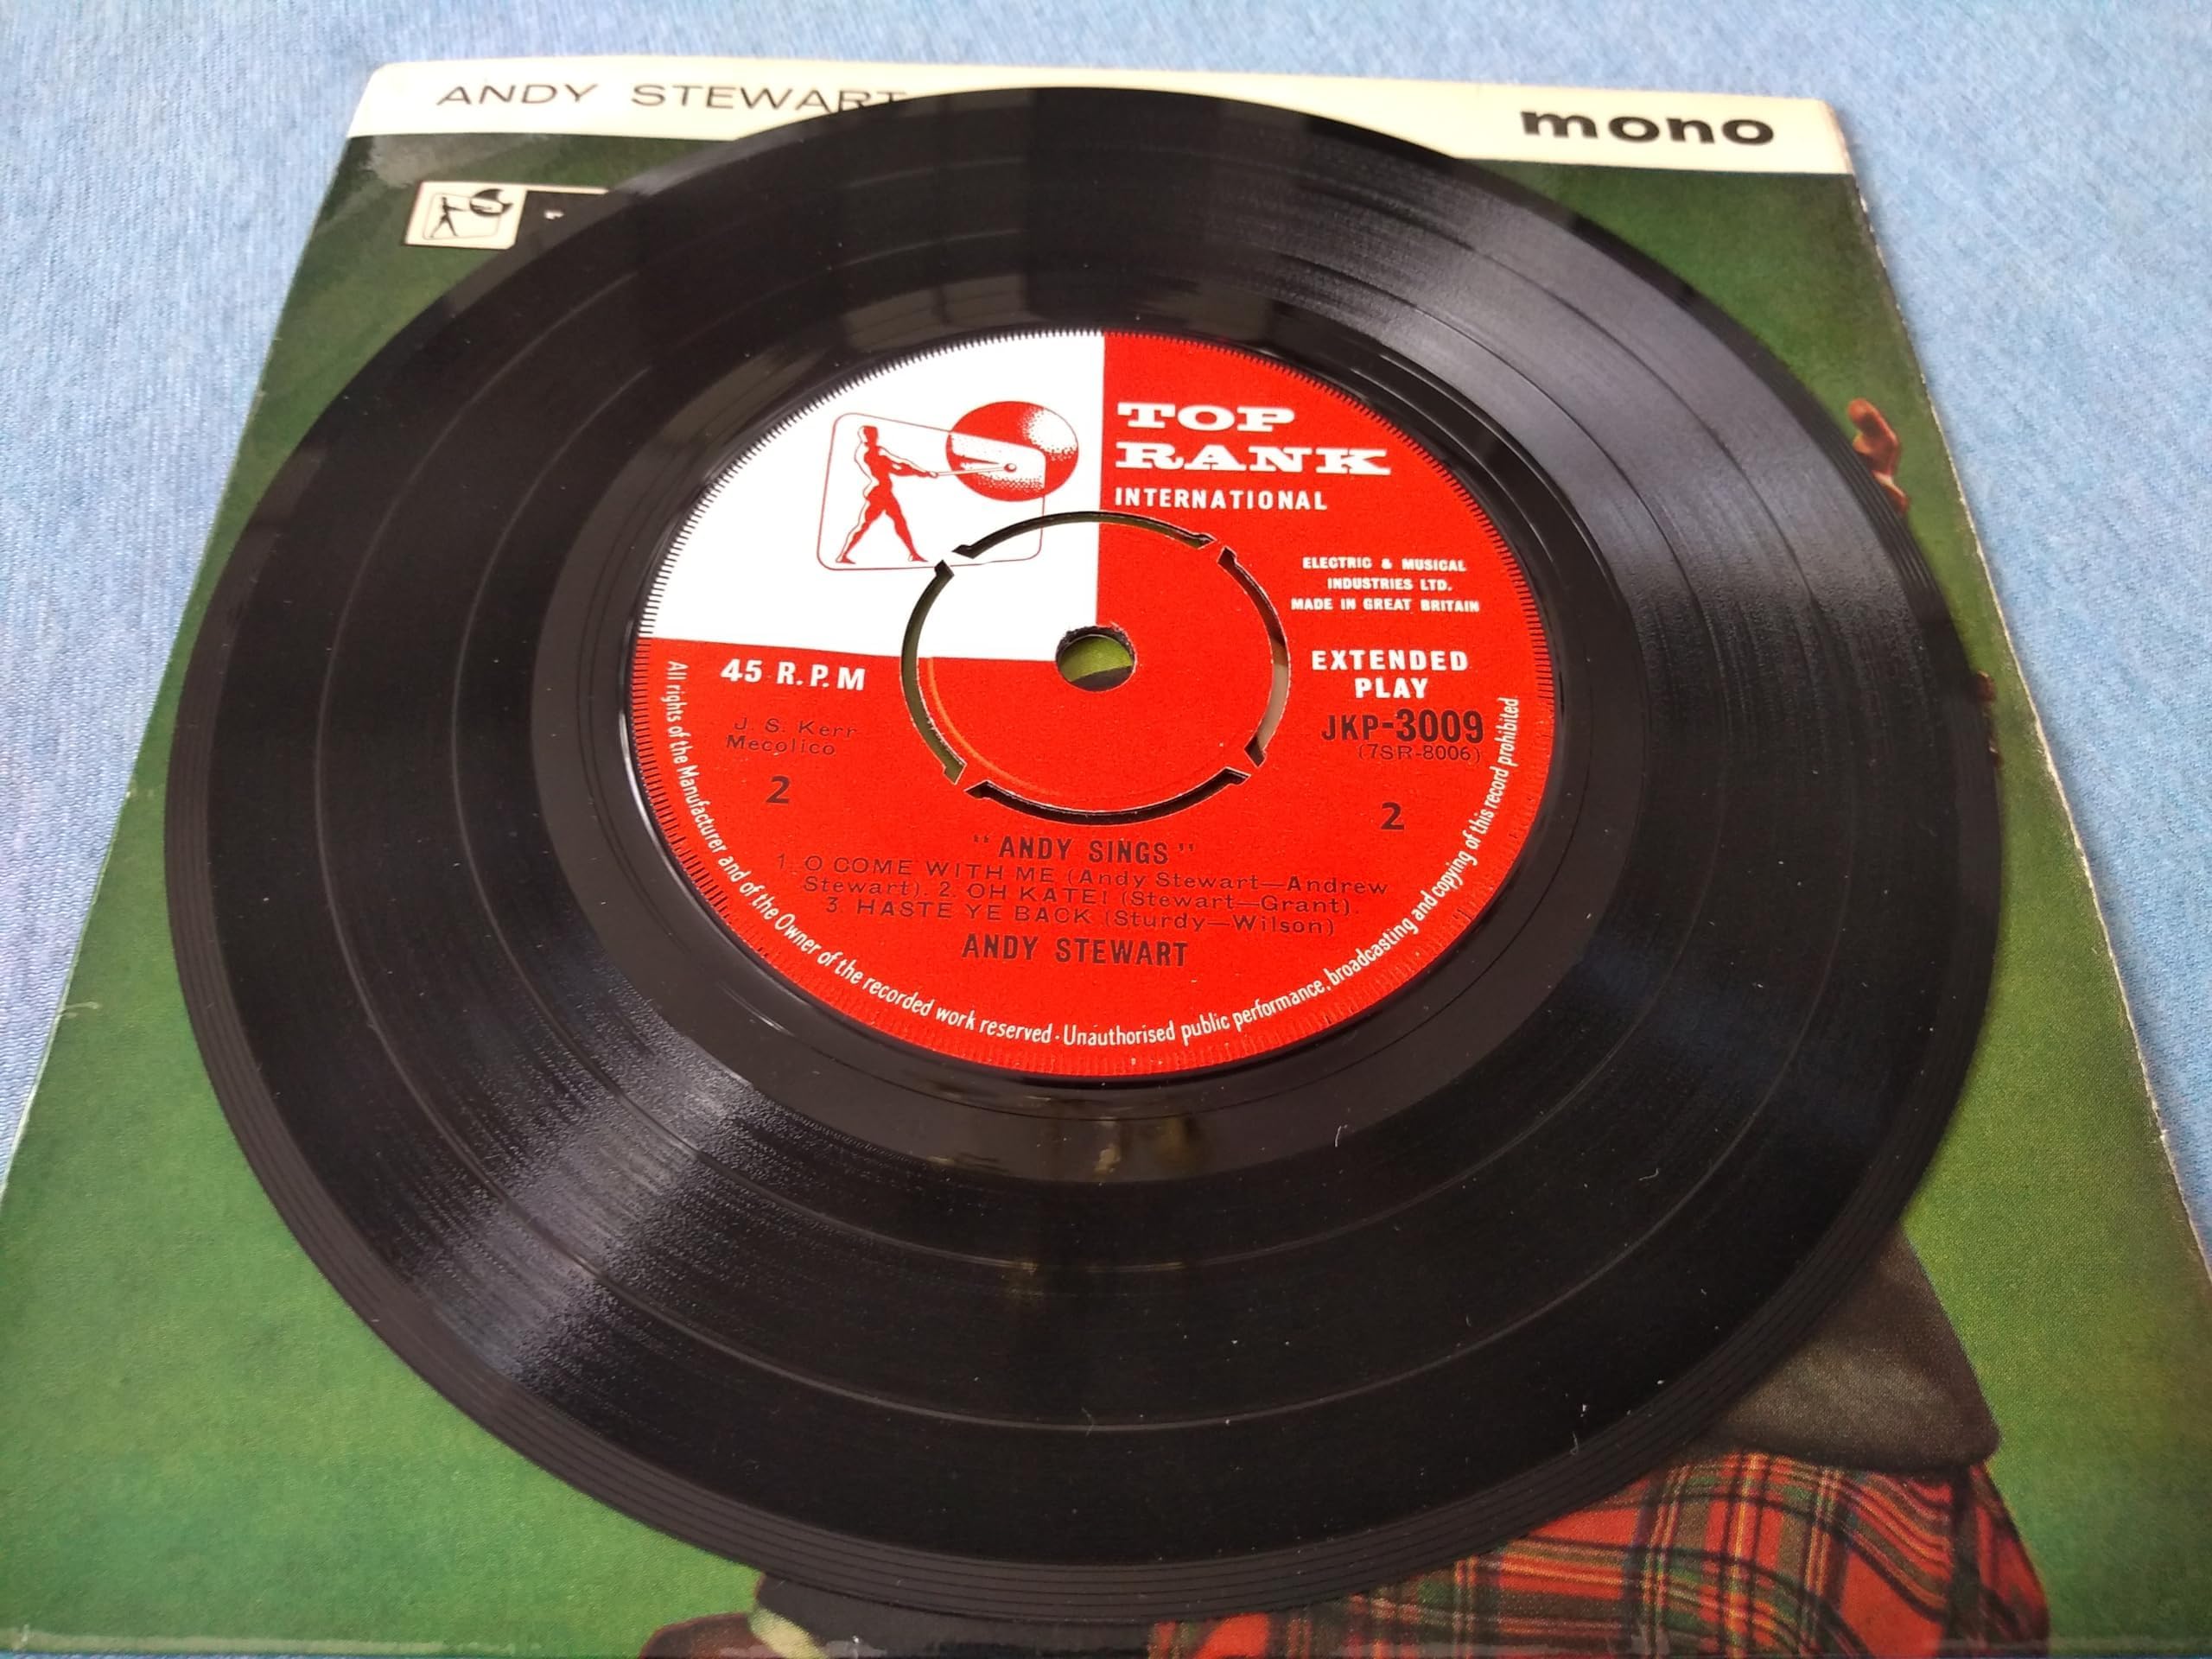 ANDY STEWART
mono
TOP
RANK
INTERNATIONAL
ELECTRIC & MUSICAL
INDUSTRIES LTD.
MADE IN GREAT BRITAIN
45 R.P.M
EXTENDED
PLAY
J. S. Kerr
Mecolico
JKP-3009
(7SR-8006)
2
2
"ANDY SINGS"
1. O COME WITH ME (Andy Stewart—Andrew
Stewart). 2. OH KATE! (Stewart—Grant).
3. HASTE YE BACK (Sturdy—Wilson)
ANDY STEWART
All rights of the Manufacturer and of the Owner of the recorded work reserved · Unauthorised public performance, broadcasting and copying of this record prohibited